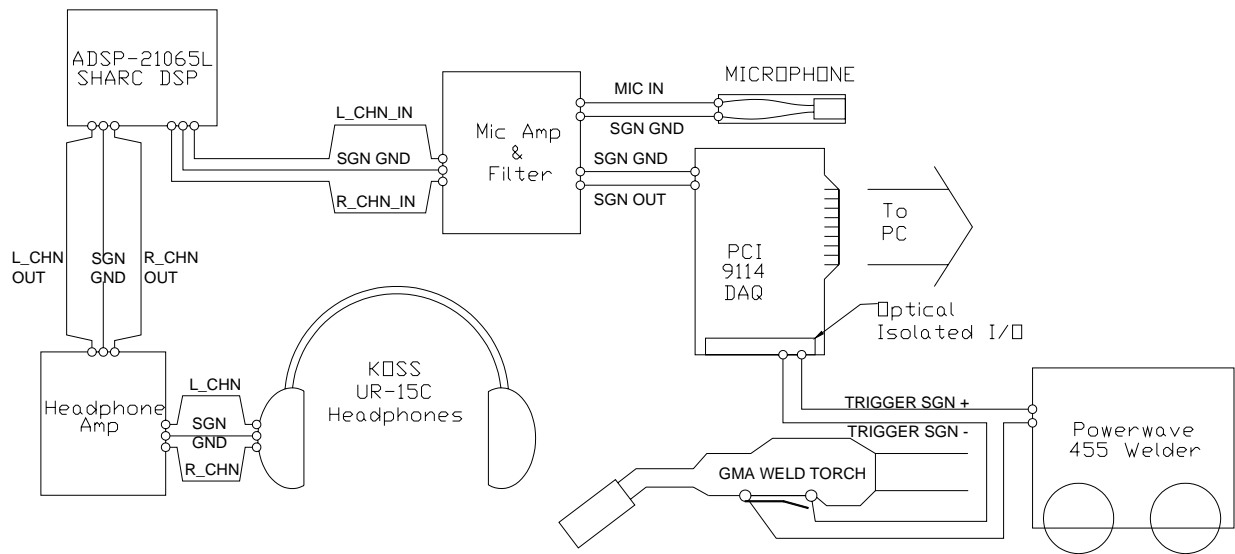 ADSP-21065L
SHARC DSP
MICROPHONE
MIC IN
SGN GND
L_CHN_IN
SGN GND
R_CHN_IN
Mic Amp
&
Filter
SGN GND
SGN OUT
To
PC
PCI
9114
DAQ
L_CHN
OUT
SGN
GND
R_CHN
OUT
Optical
Isolated I/O
KOSS
UR-15C
Headphones
Headphone
Amp
L_CHN
SGN
GND
R_CHN
TRIGGER SGN +
TRIGGER SGN -
Powerwave
455 Welder
GMA WELD TORCH